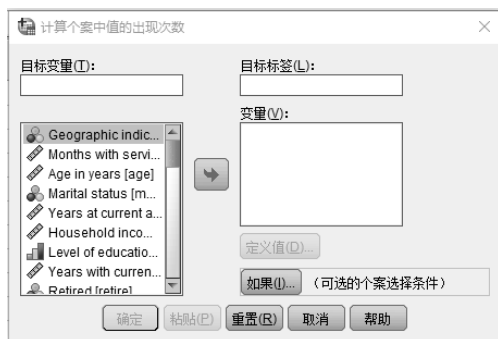 计算个案中值的出现次数
目标变量(T):
目标标签(L):
变量(V):
Geographic indic...
Months with servi...
Age in years [age]
Marital status [m...
Years at current a...
Household inco...
Level of educatio...
Years with curren...
Retired [retire]
定义值(D)...
如果(I)... (可选的个案选择条件)
确定 粘贴(P) 重置(R) 取消 帮助